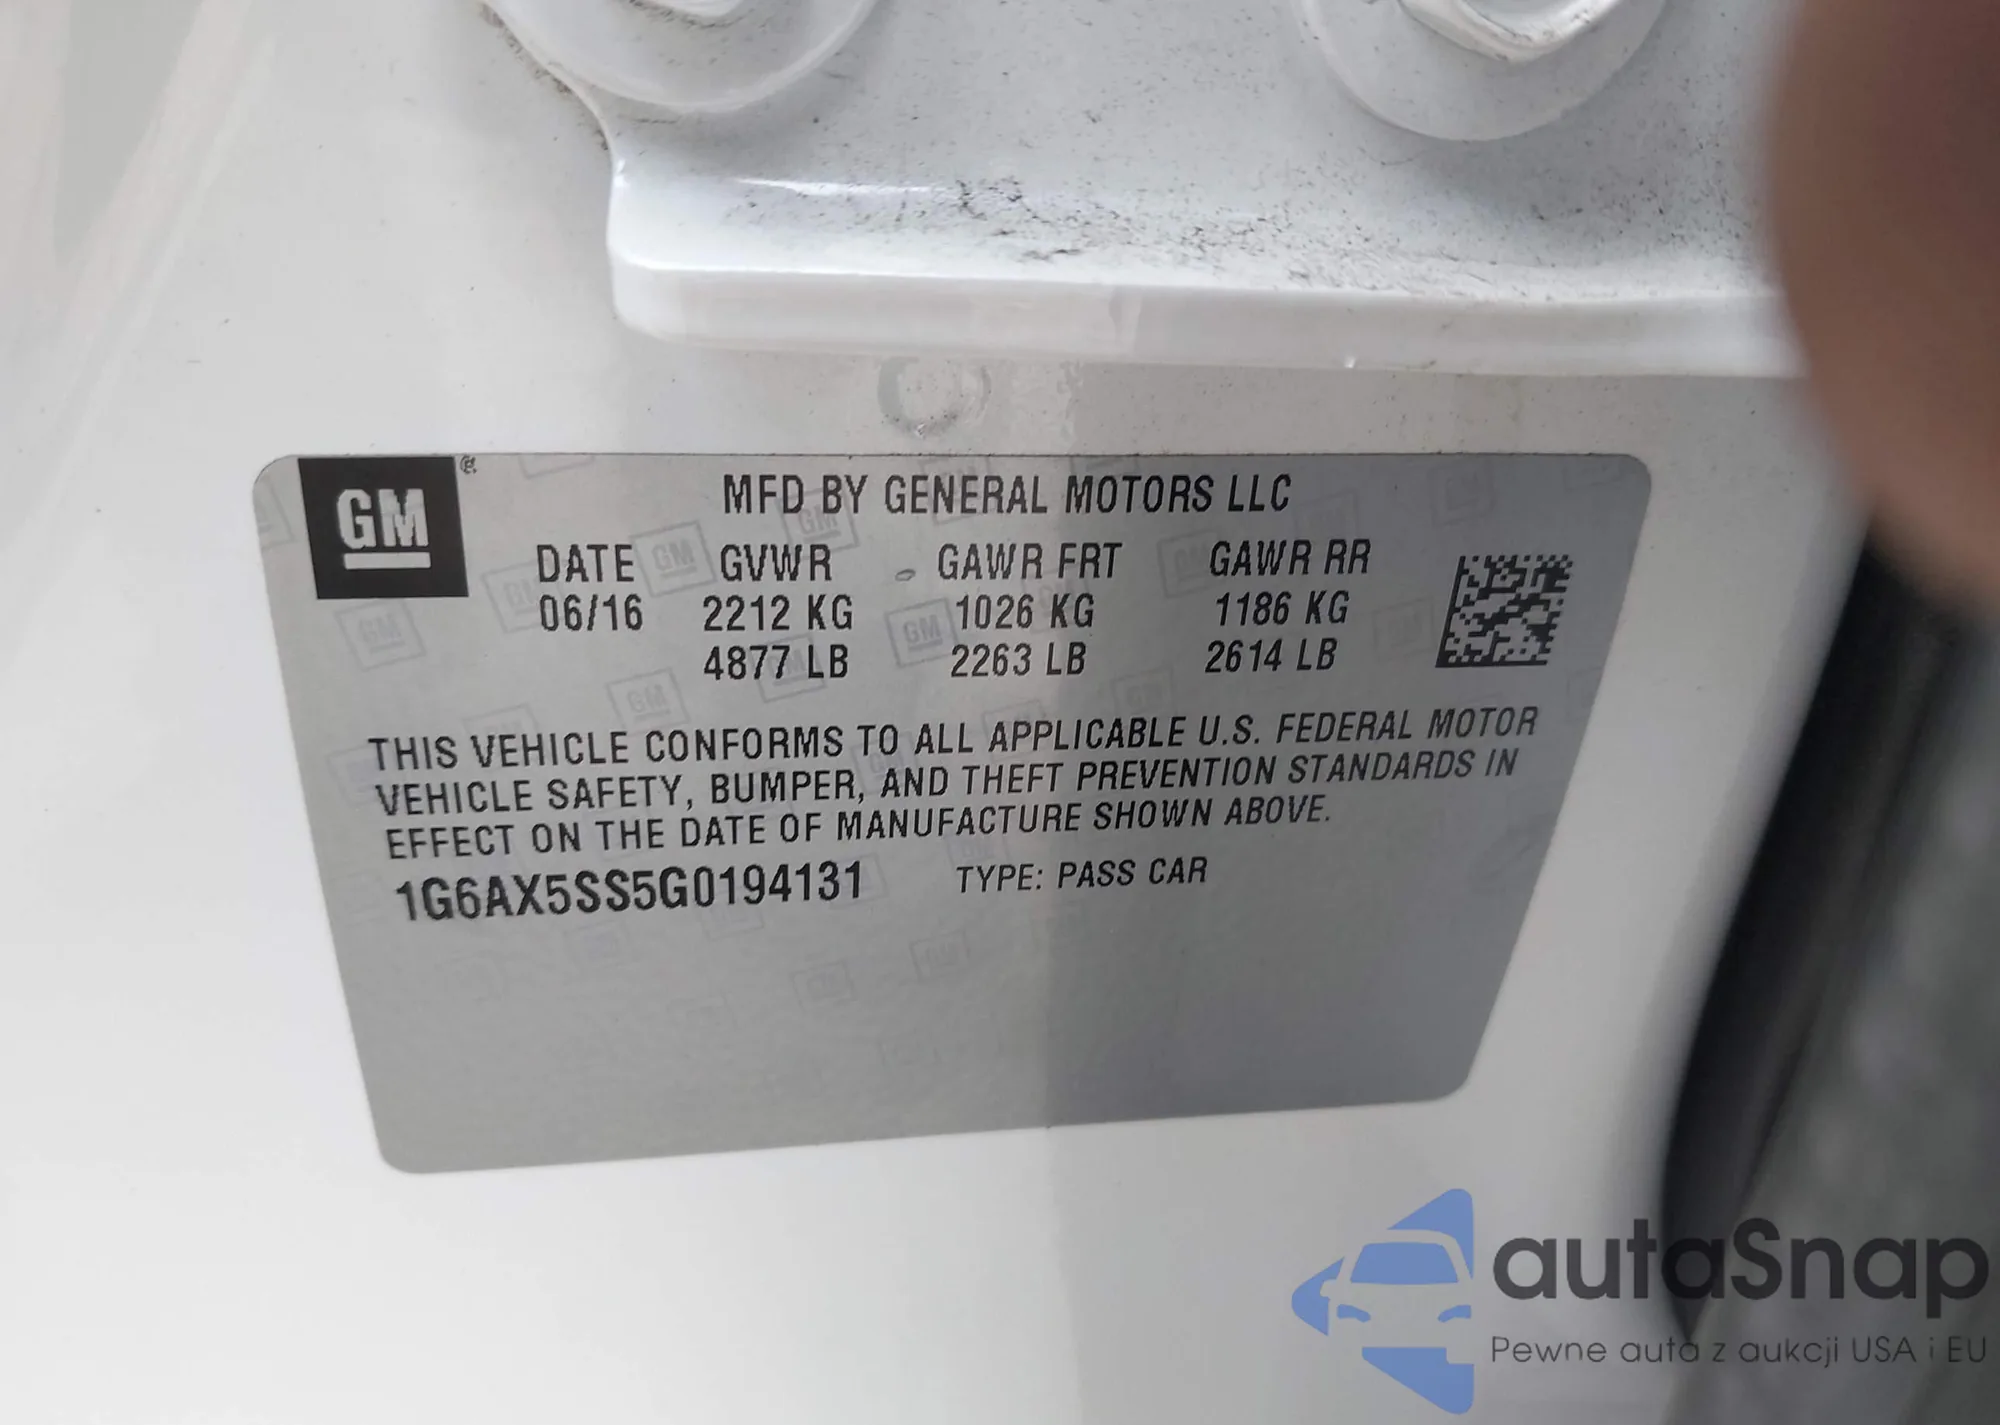 GM
MFD BY GENERAL MOTORS LLC
DATE GVWR GAWR FRT GAWR RR
06/16 2212 KG 1026 KG 1186 KG
4877 LB 2263 LB 2614 LB
THIS VEHICLE CONFORMS TO ALL APPLICABLE U.S. FEDERAL MOTOR
VEHICLE SAFETY, BUMPER, AND THEFT PREVENTION STANDARDS IN
EFFECT ON THE DATE OF MANUFACTURE SHOWN ABOVE.
1G6AX5SS5G0194131 TYPE: PASS CAR
autaSnap
Pewne auta z aukcji USA i EU